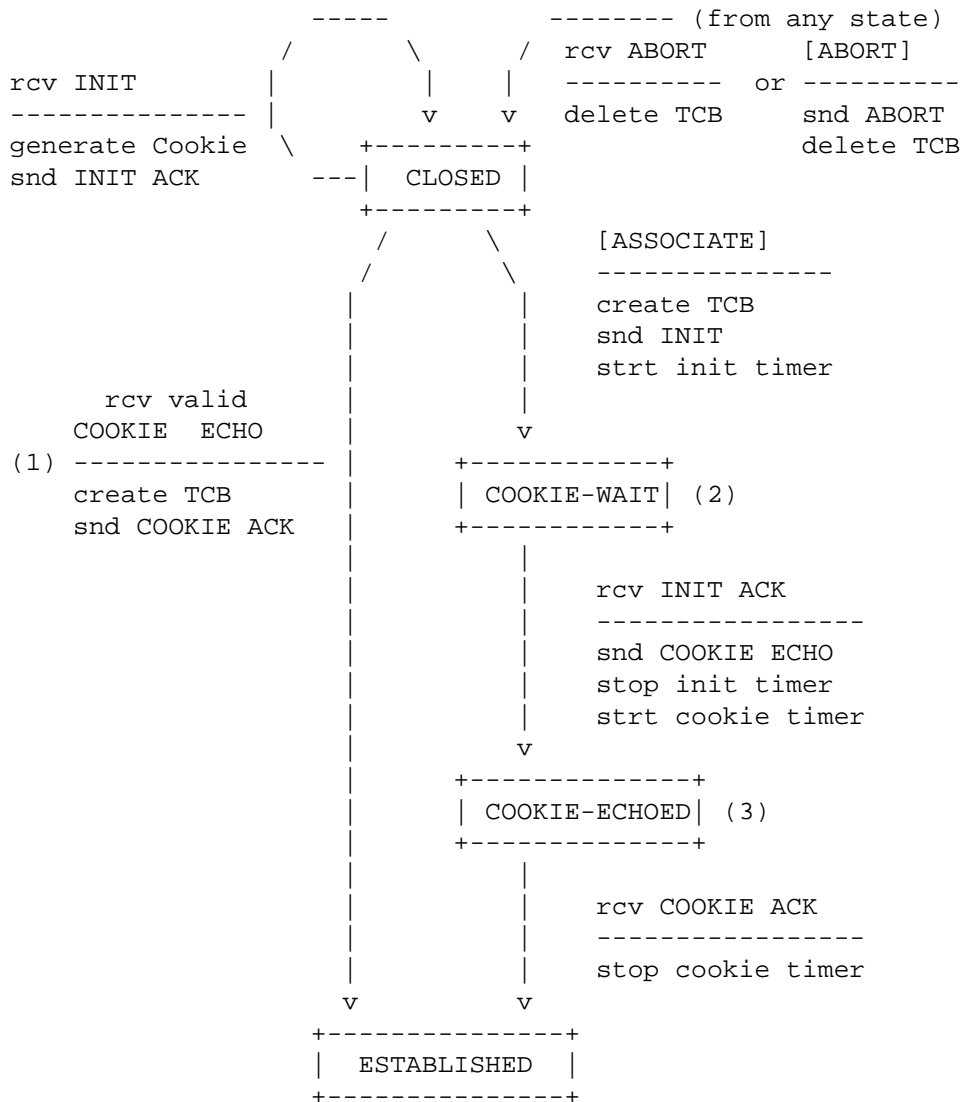 -----            -------- (from any state)
                     /       \      /  rcv ABORT      [ABORT]
rcv INIT        |         |    |   ----------  or ----------
--------------- |         v    v   delete TCB     snd ABORT
generate Cookie  \    +---------+                 delete TCB
snd INIT ACK       ---|  CLOSED |
                      +---------+
                       /      \      [ASSOCIATE]
                      /        \     ---------------
                     |          |    create TCB
                     |          |    snd INIT
                     |          |    strt init timer
      rcv valid      |          |
    COOKIE  ECHO     |          v
(1) ---------------- |      +------------+
    create TCB       |      | COOKIE-WAIT| (2)
    snd COOKIE ACK   |      +------------+
                     |          |
                     |          |    rcv INIT ACK
                     |          |    -----------------
                     |          |    snd COOKIE ECHO
                     |          |    stop init timer
                     |          |    strt cookie timer
                     |          v
                     |      +--------------+
                     |      | COOKIE-ECHOED| (3)
                     |      +--------------+
                     |          |
                     |          |    rcv COOKIE ACK
                     |          |    -----------------
                     |          |    stop cookie timer
                     v          v
                   +---------------+
                   |  ESTABLISHED  |
                   +---------------+